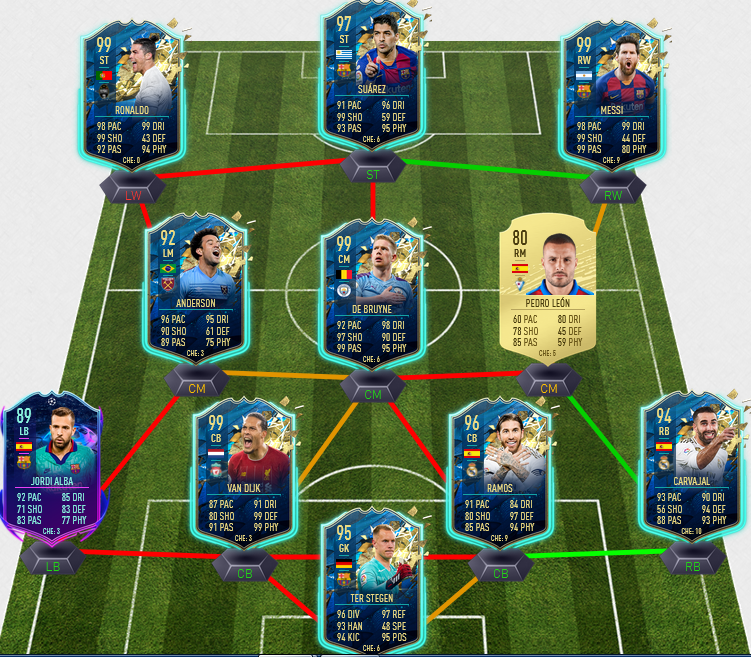 99
ST
RONALDO
98 PAC 99 DRI
99 SHO 43 DEF
92 PAS 94 PHY
CHE: 0
LW
97
ST
SUÁREZ
91 PAC 96 DRI
99 SHO 59 DEF
93 PAS 95 PHY
CHE: 6
ST
99
RW
MESSI
98 PAC 99 DRI
99 SHO 44 DEF
99 PAS 80 PHY
CHE: 9
RW
92
LM
ANDERSON
96 PAC 95 DRI
90 SHO 61 DEF
89 PAS 75 PHY
CHE: 3
CM
99
CM
DE BRUYNE
92 PAC 98 DRI
97 SHO 90 DEF
99 PAS 95 PHY
CHE: 6
CM
80
RM
PEDRO LEÓN
60 PAC 80 DRI
78 SHO 45 DEF
85 PAS 59 PHY
CHE: 5
CM
89
LB
JORDI ALBA
92 PAC 85 DRI
71 SHO 83 DEF
83 PAS 77 PHY
CHE: 3
LB
99
CB
VAN DIJK
87 PAC 91 DRI
80 SHO 99 DEF
91 PAS 99 PHY
CHE: 3
CB
96
CB
RAMOS
91 PAC 84 DRI
80 SHO 97 DEF
85 PAS 94 PHY
CHE: 9
CB
94
RB
CARVAJAL
93 PAC 90 DRI
56 SHO 94 DEF
88 PAS 93 PHY
CHE: 10
RB
95
GK
TER STEGEN
96 DIV 97 REF
93 HAN 48 SPE
94 KIC 95 POS
CHE: 6